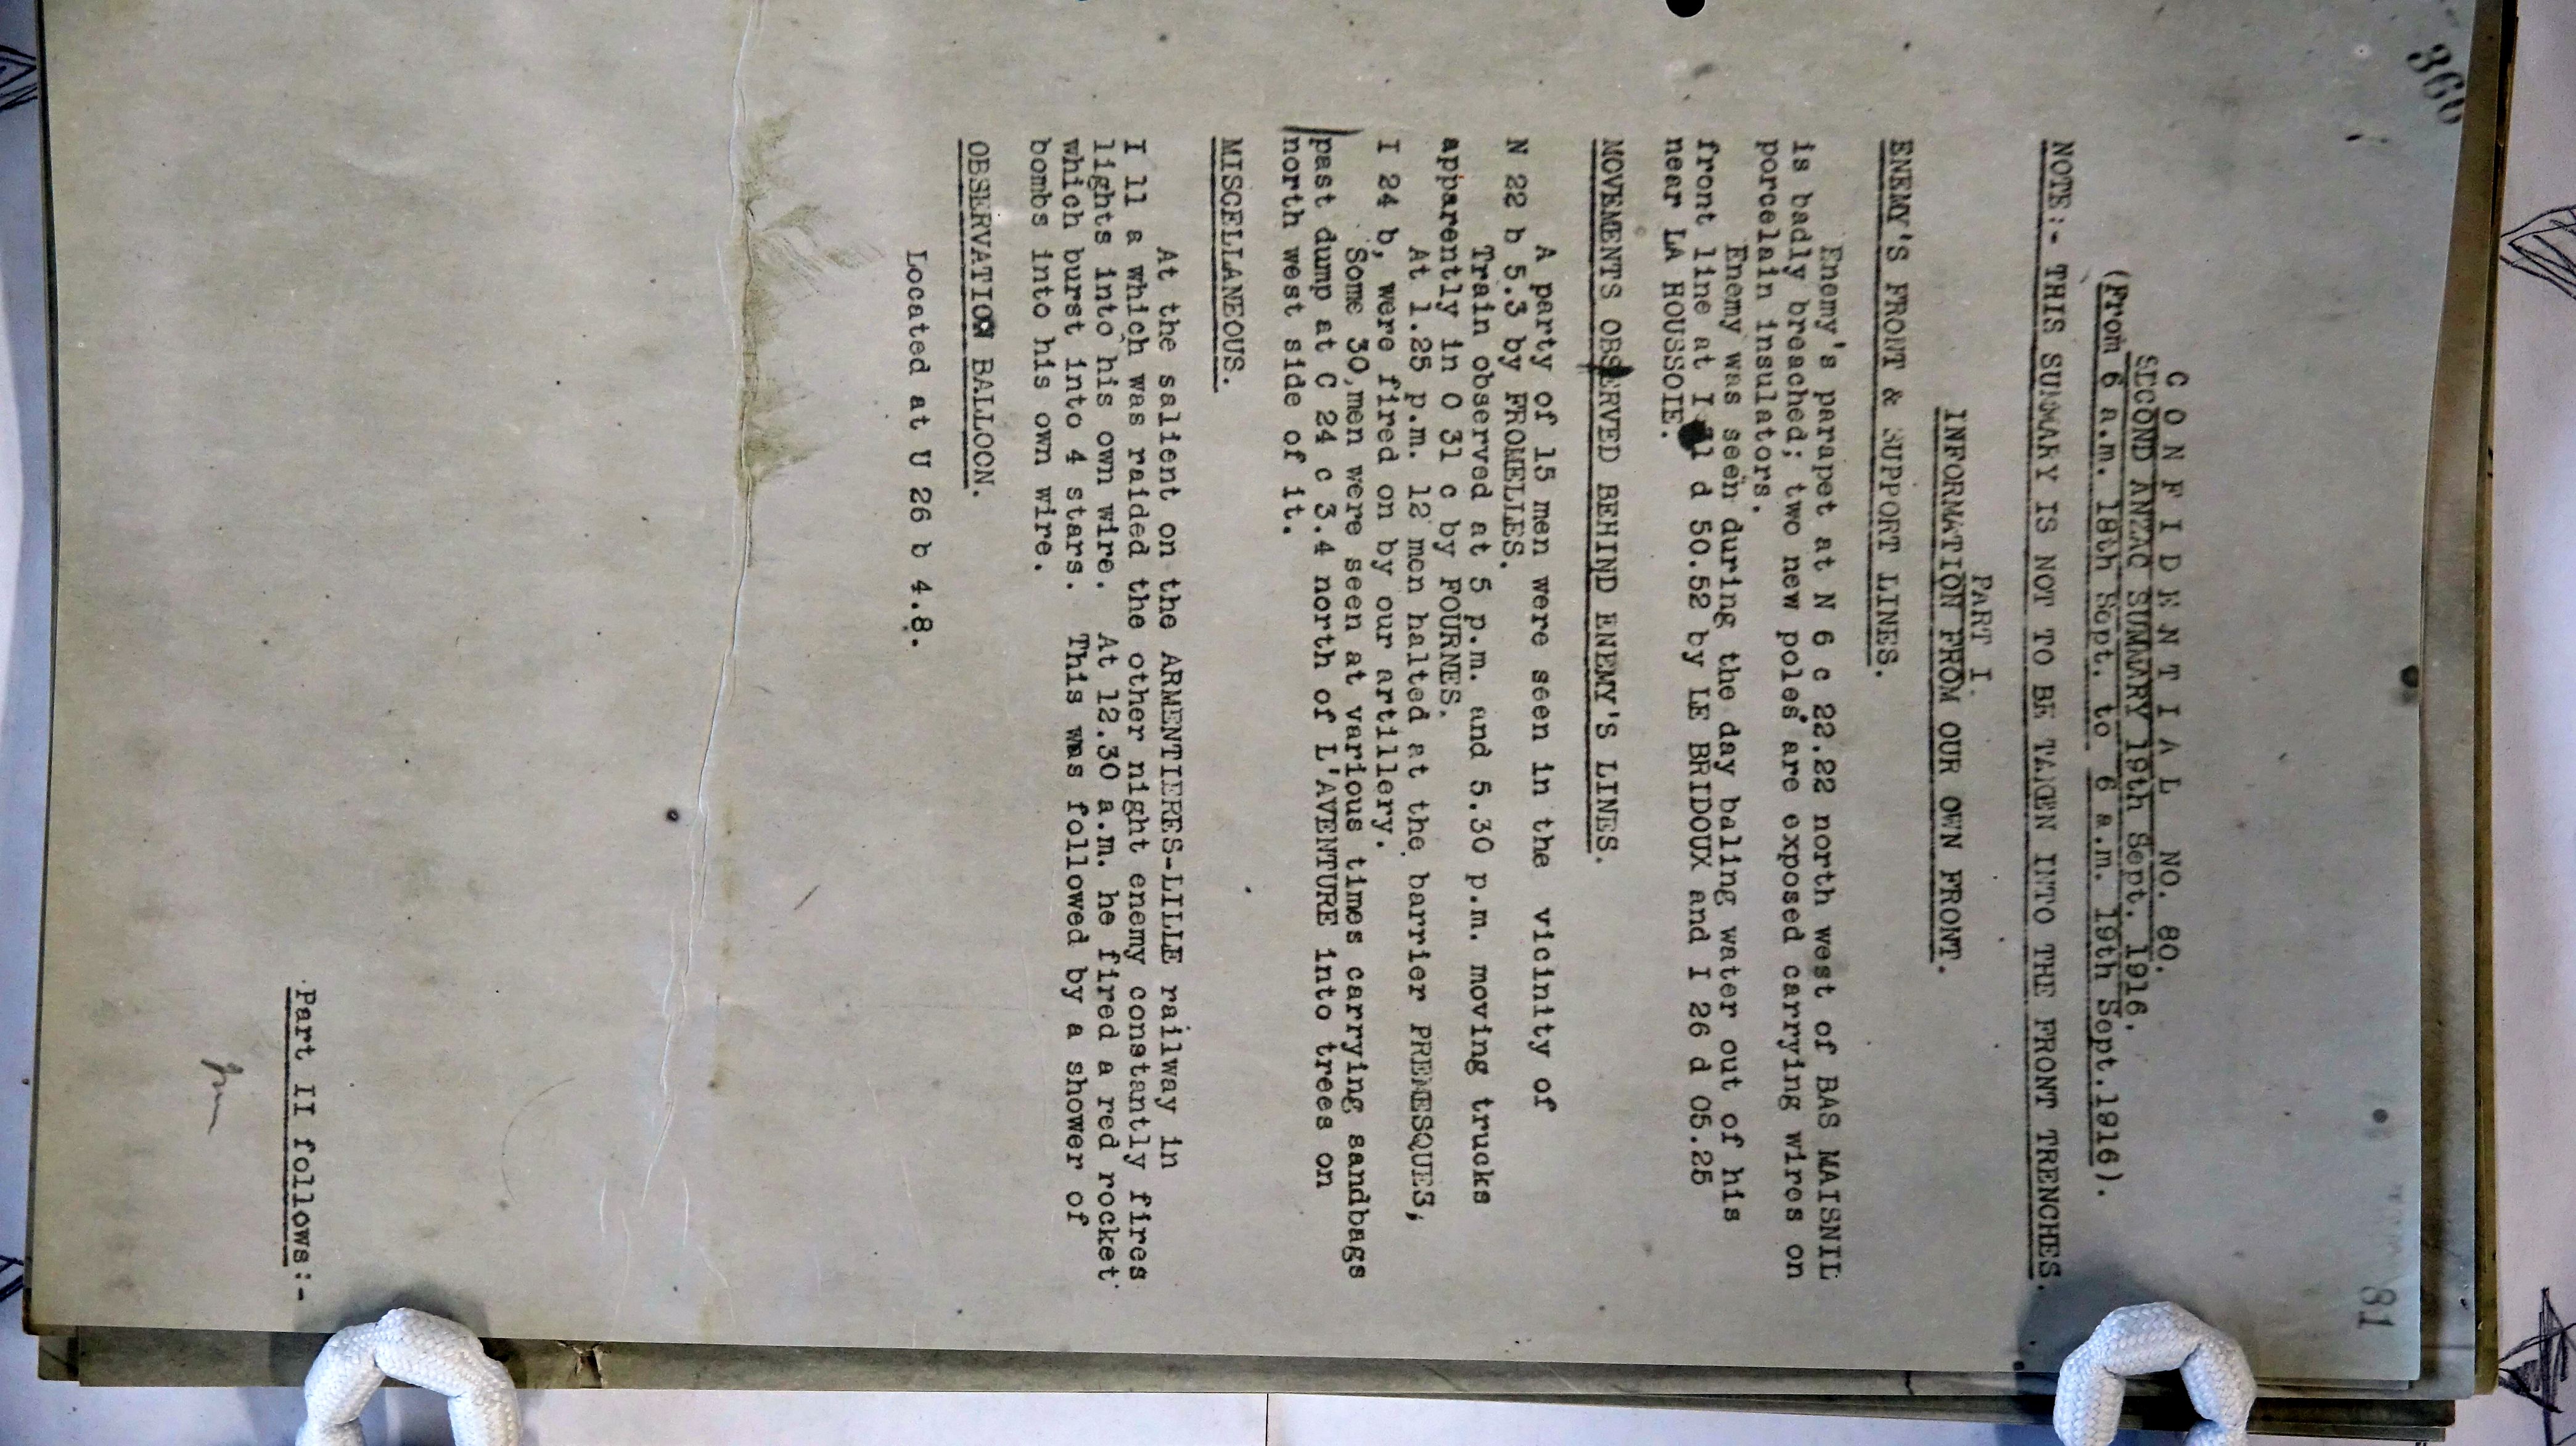 360
81
C O N F I D E N T I A L   NO. 80.
SECOND ANZAC SUMMARY 19th Sept. 1916.
(From 6 a.m. 18th Sept. to 6 a.m. 19th Sept.1916).
NOTE:- THIS SUMMARY IS NOT TO BE TAKEN INTO THE FRONT TRENCHES.
PART I.
INFORMATION FROM OUR OWN FRONT.
ENEMY'S FRONT & SUPPORT LINES.
Enemy's parapet at N 6 c 22.22 north west of BAS MAISNIL
is badly breached; two new poles are exposed carrying wires on
porcelain insulators.
Enemy was seen during the day baling water out of his
front line at I d 50.52 by LE BRIDOUX and I 26 d 05.25
near LA HOUSSOIE.
MOVEMENTS OBSERVED BEHIND ENEMY'S LINES.
A party of 15 men were seen in the vicinity of
N 22 b 5.3 by FROMELLES.
Train observed at 5 p.m. and 5.30 p.m. moving trucks
apparently in O 31 c by FOURNES.
At 1.25 p.m. 12 men halted at the barrier PREMESQUES,
I 24 b, were fired on by our artillery.
Some 30 men were seen at various times carrying sandbags
past dump at C 24 c 3.4 north of L'AVENTURE into trees on
north west side of it.
MISCELLANEOUS.
At the salient on the ARMENTIERES-LILLE railway in
I 11 a which was raided the other night enemy constantly fires
lights into his own wire. At 12.30 a.m. he fired a red rocket
which burst into 4 stars. This was followed by a shower of
bombs into his own wire.
OBSERVATION BALLOON.
Located at U 26 b 4.8.
Part II follows:-